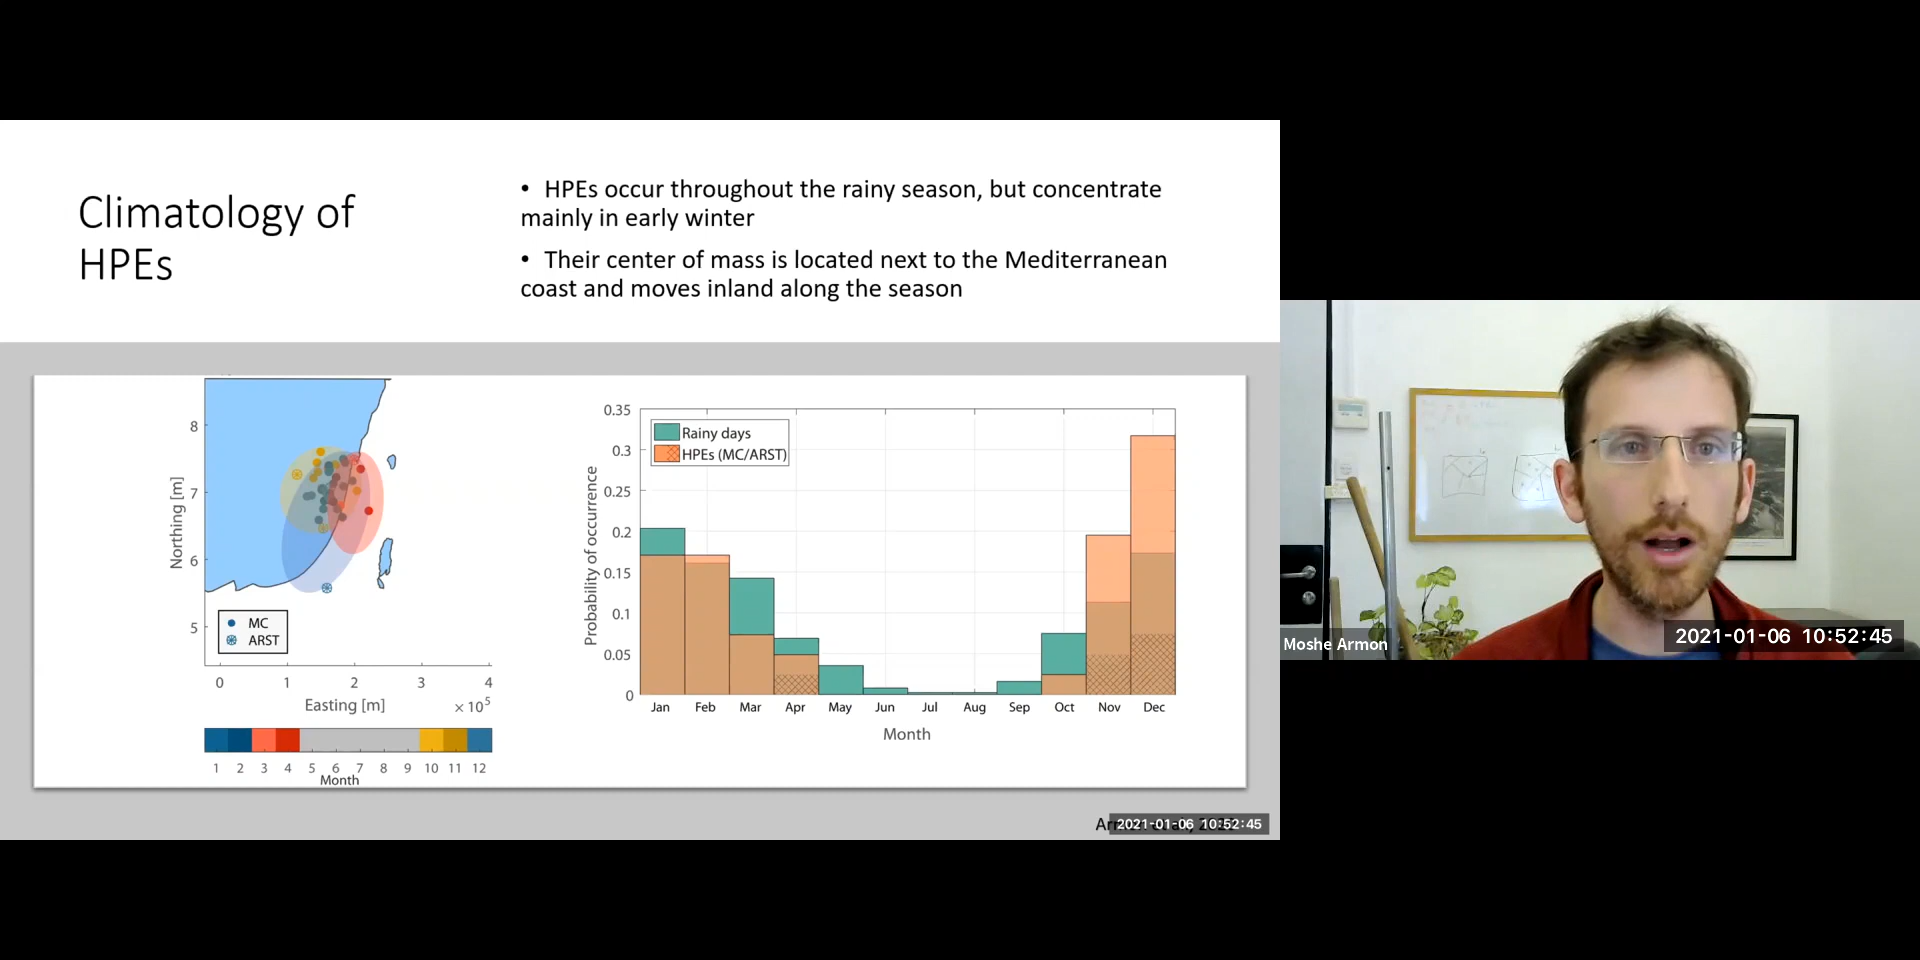 Climatology of
HPEs
• HPEs occur throughout the rainy season, but concentrate
mainly in early winter
• Their center of mass is located next to the Mediterranean
coast and moves inland along the season
8
7
6
5
Northing [m]
MC
ARST
0 1 2 3 4
Easting [m]
× 10⁵
1 2 3 4 5 6 7 8 9 10 11 12
Month
0.35
0.3
0.25
0.2
0.15
0.1
0.05
0
Probability of occurrence
Rainy days
HPEs (MC/ARST)
Jan Feb Mar Apr May Jun Jul Aug Sep Oct Nov Dec
Month
2021-01-06 10:52:45
Moshe Armon
2021-01-06 10:52:45